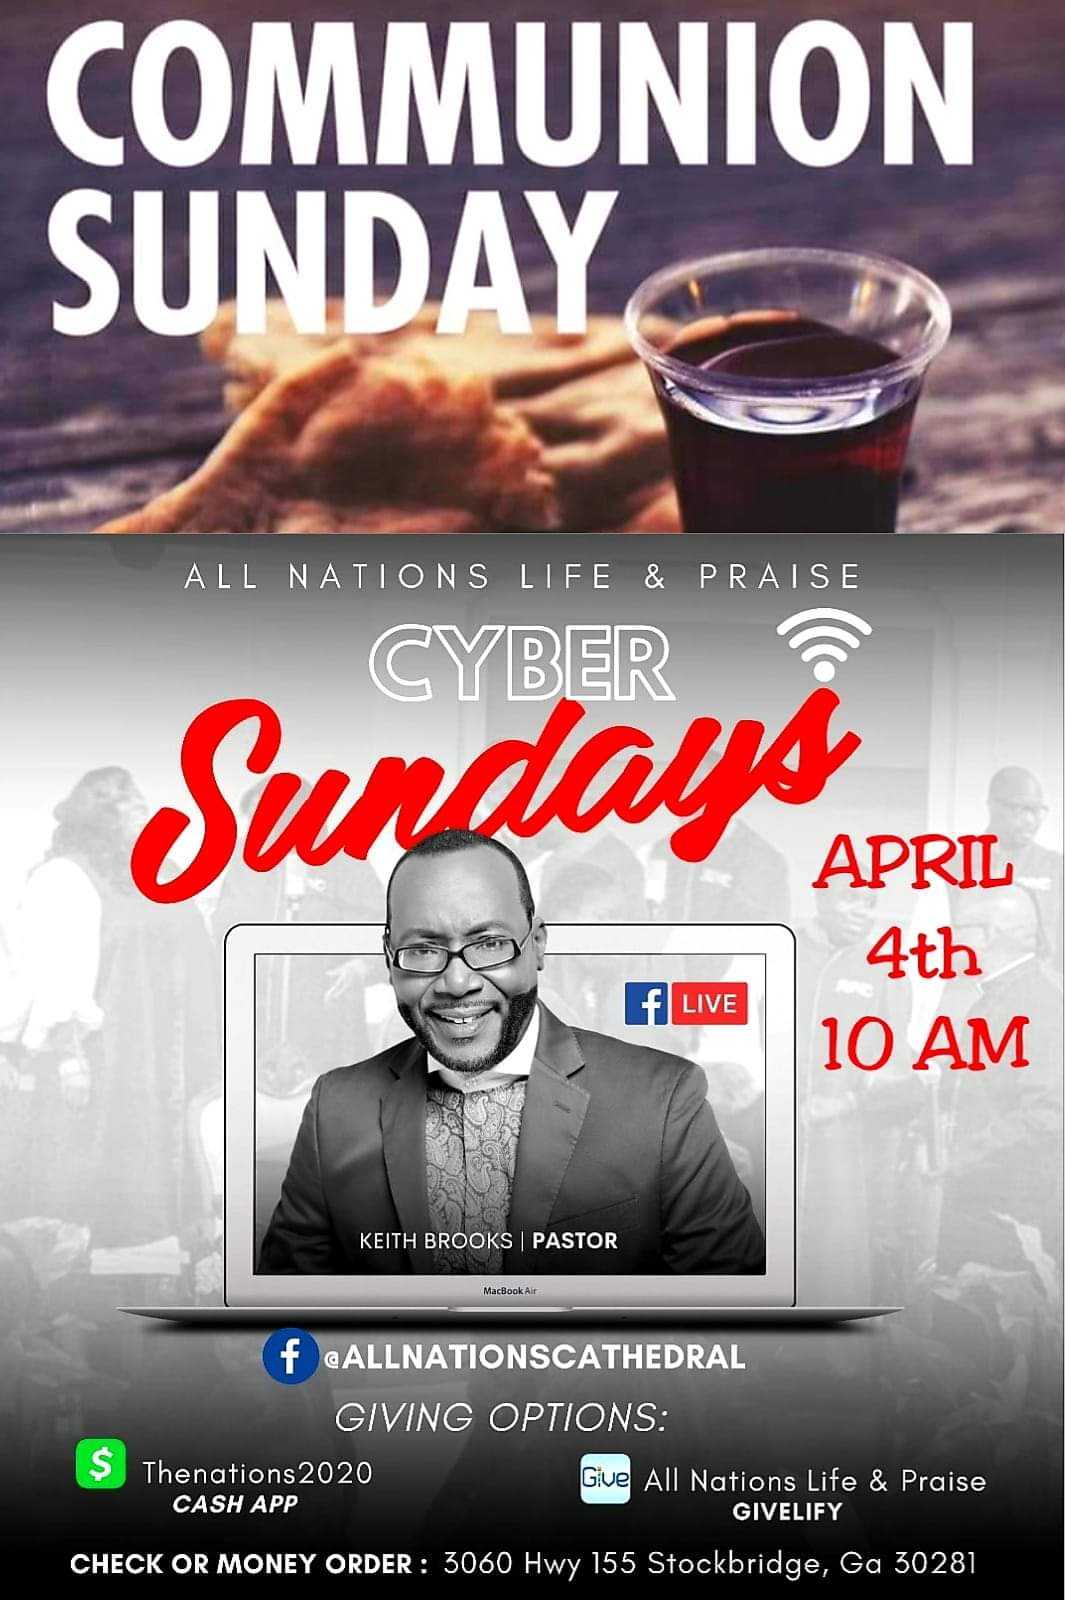 COMMUNION
SUNDAY
ALL NATIONS LIFE & PRAISE
CYBER
Sundays
APRIL
4th
10 AM
f LIVE
KEITH BROOKS | PASTOR
MacBook Air
f @ALLNATIONSCATHEDRAL
GIVING OPTIONS:
$ Thenations2020
CASH APP
Give All Nations Life & Praise
GIVELIFY
CHECK OR MONEY ORDER : 3060 Hwy 155 Stockbridge, Ga 30281